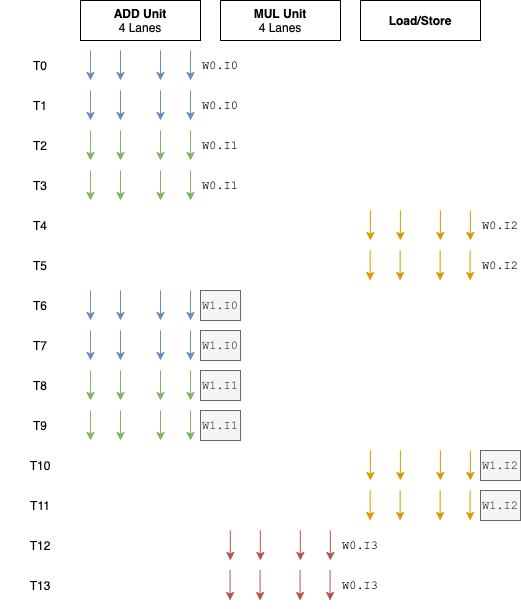 ADD Unit
4 Lanes
MUL Unit
4 Lanes
Load/Store
T0 W0.I0
T1 W0.I0
T2 W0.I1
T3 W0.I1
T4 W0.I2
T5 W0.I2
T6 W1.I0
T7 W1.I0
T8 W1.I1
T9 W1.I1
T10 W1.I2
T11 W1.I2
T12 W0.I3
T13 W0.I3